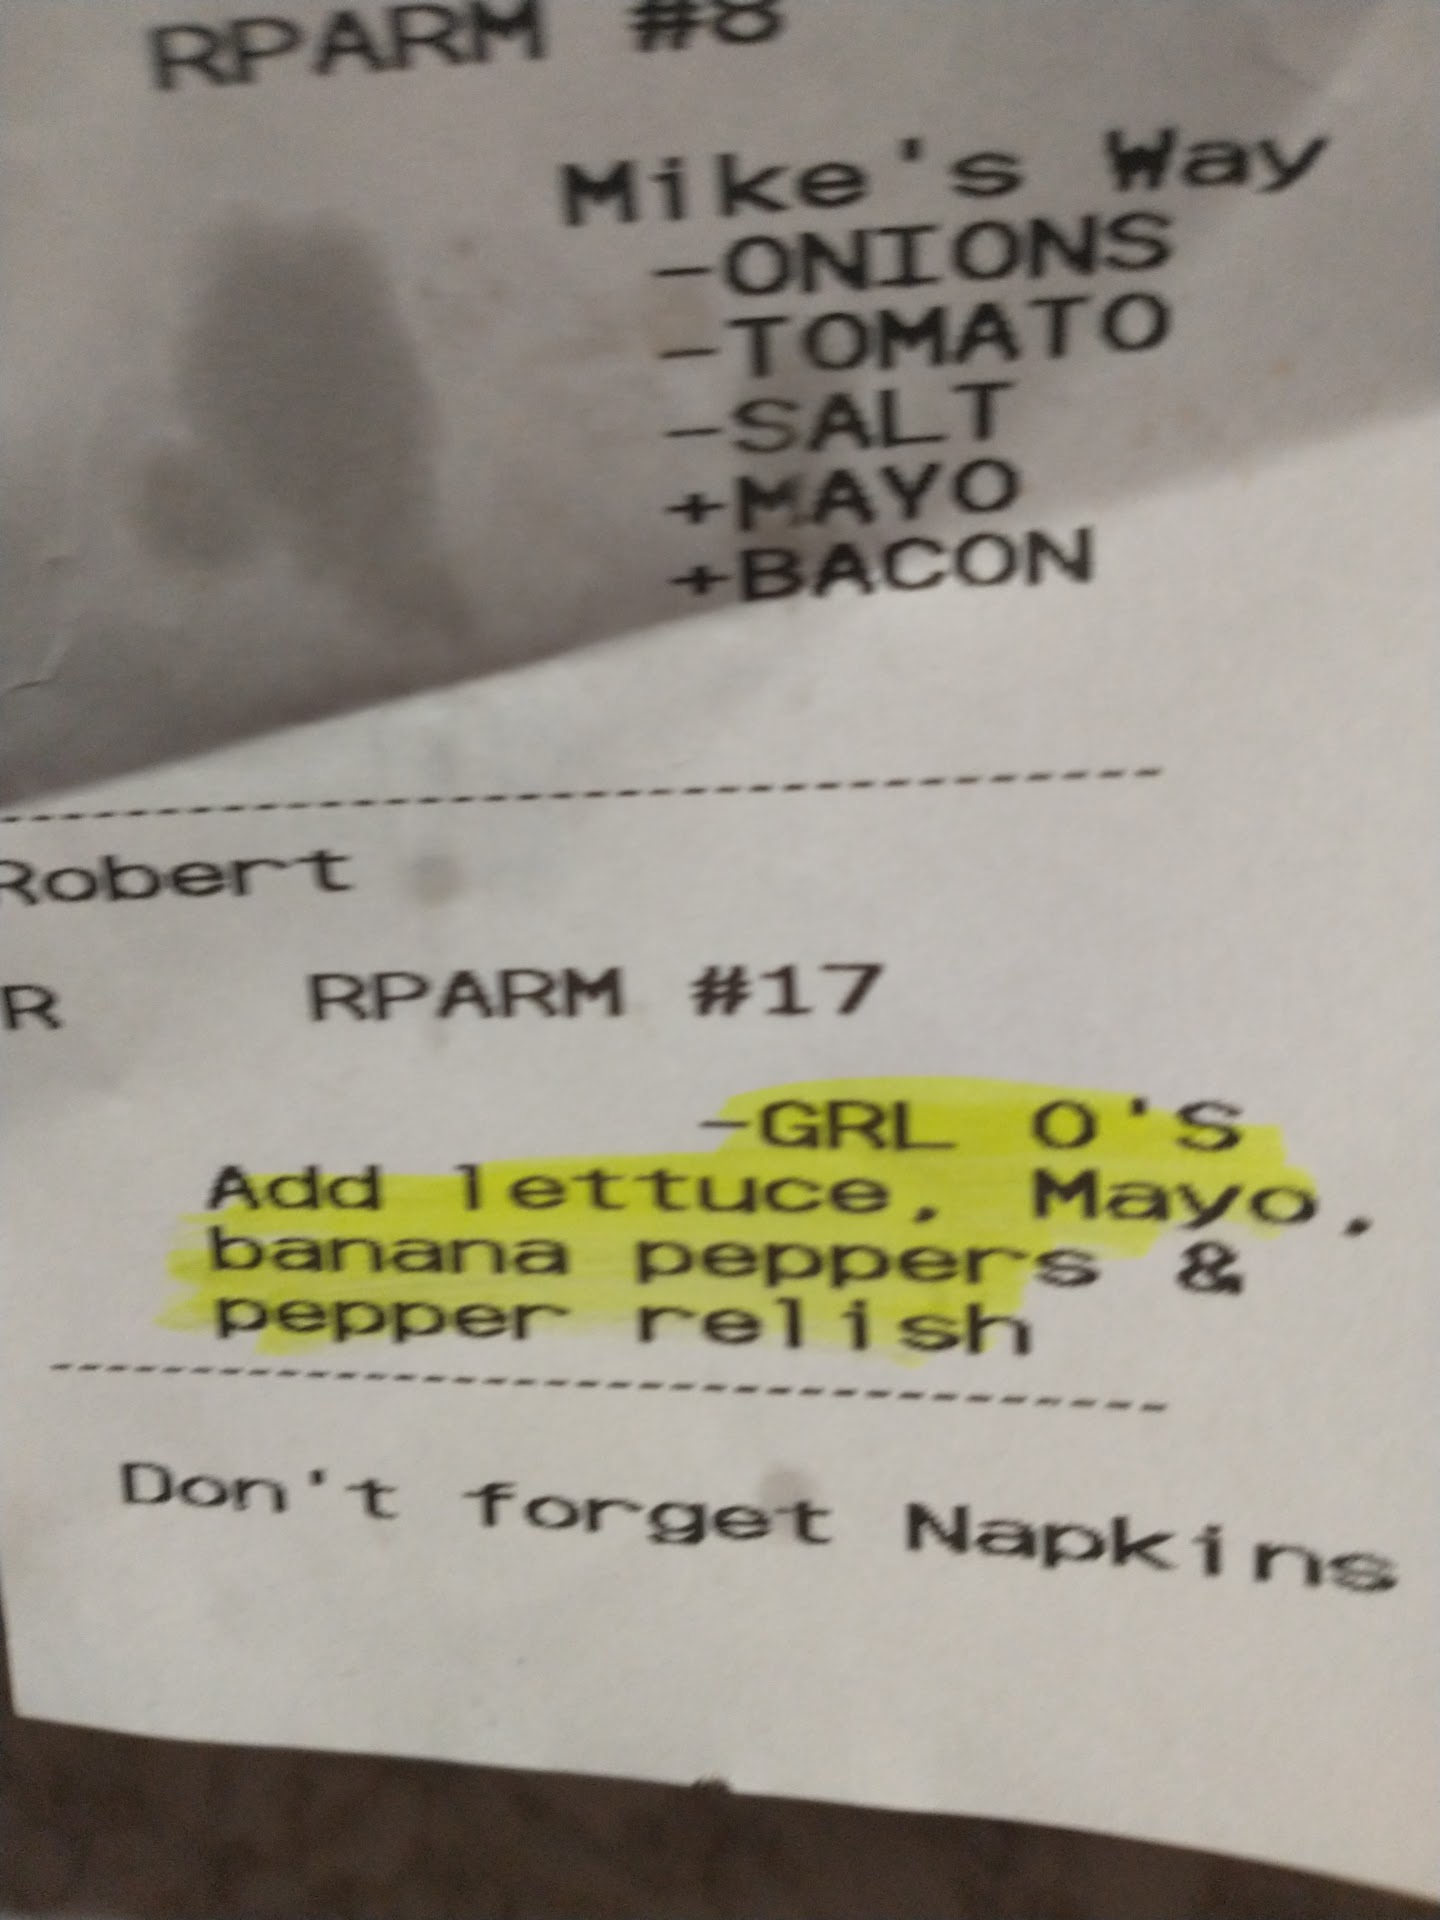 RPARM #8
Mike's Way
-ONIONS
-TOMATO
-SALT
+MAYO
+BACON
--------------------------------
Robert
R RPARM #17
-GRL O'S
Add lettuce, Mayo,
banana peppers &
pepper relish
--------------------------------
Don't forget Napkins